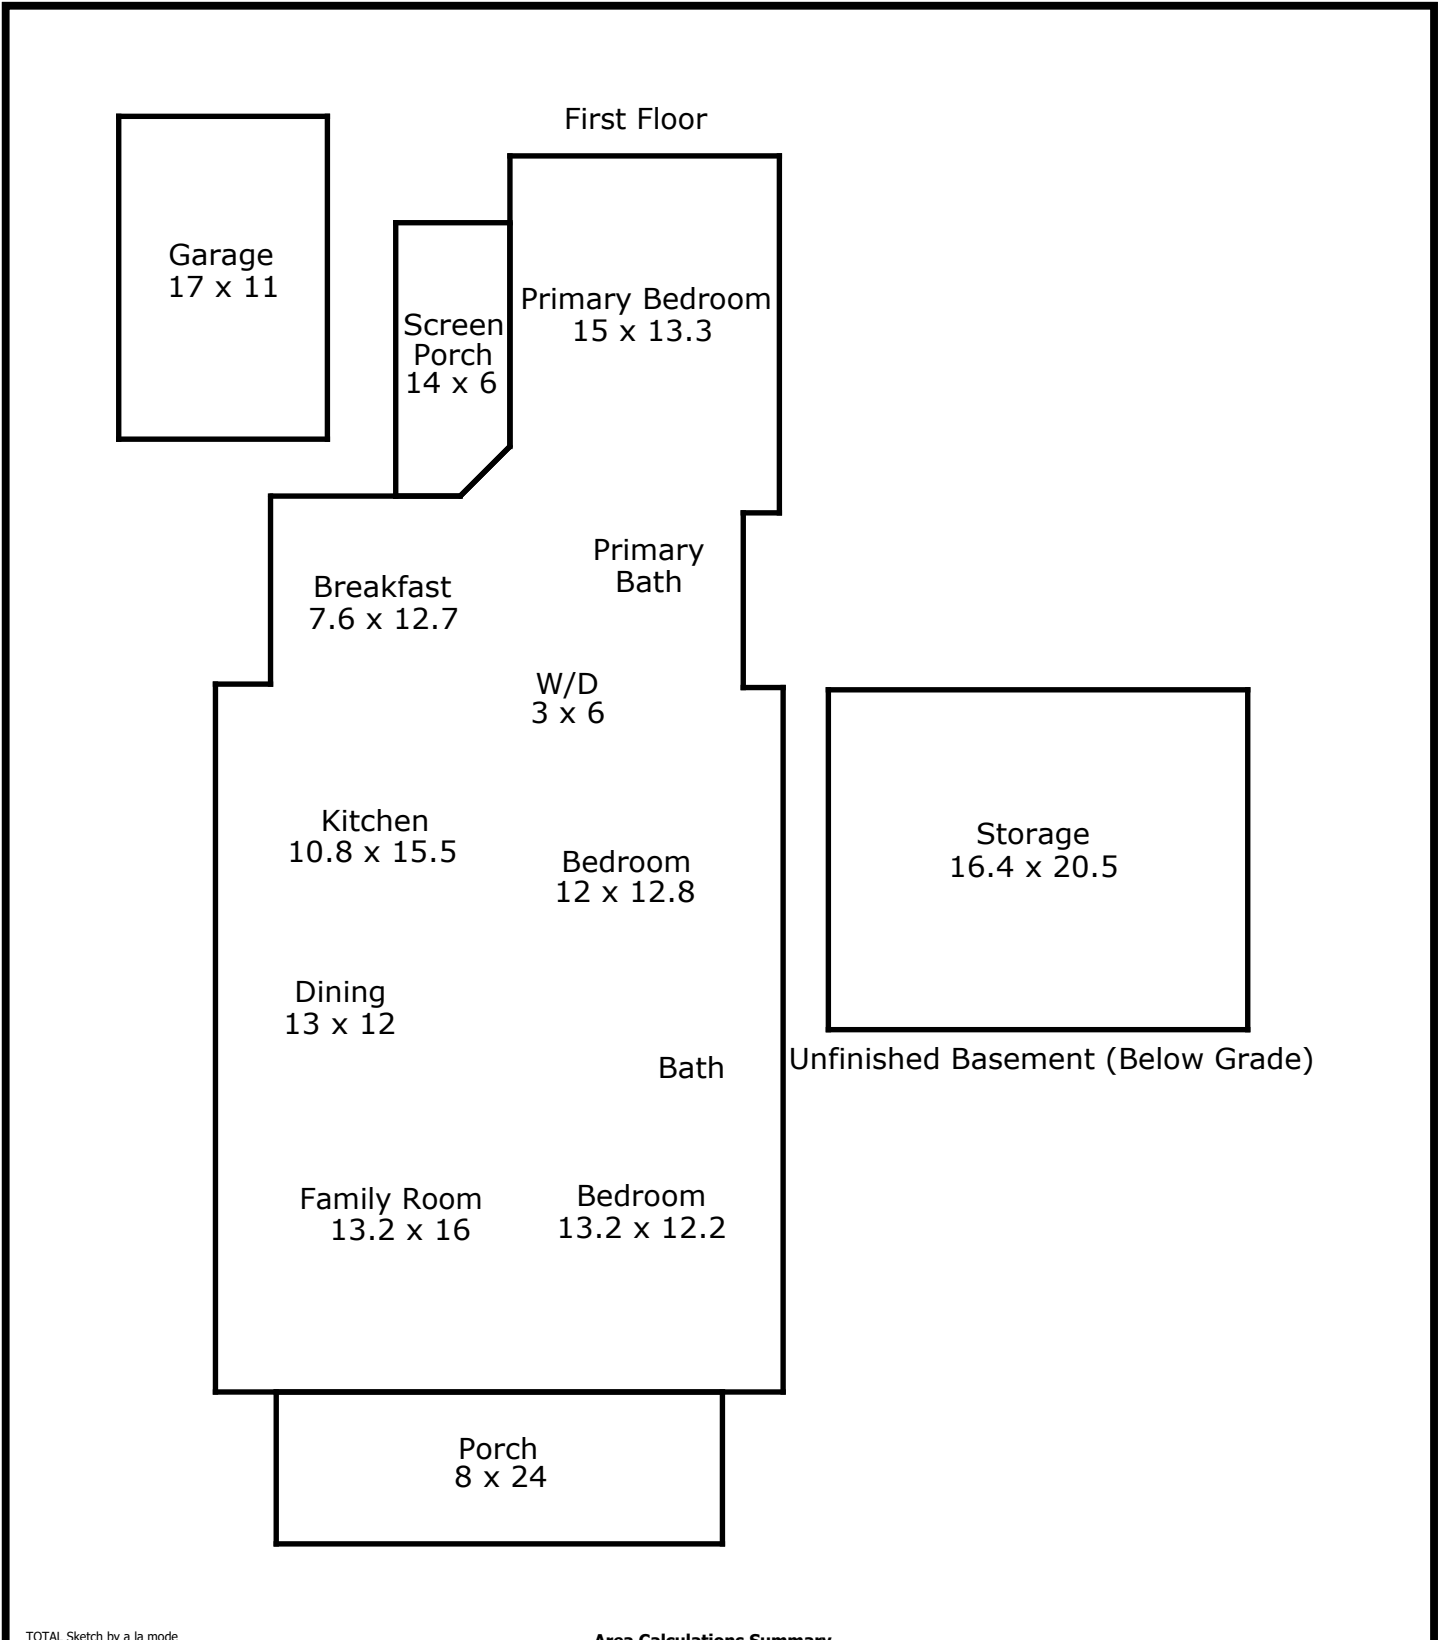 First Floor
Garage
17 x 11
Primary Bedroom
15 x 13.3
Screen
Porch
14 x 6
Primary
Bath
Breakfast
7.6 x 12.7
W/D
3 x 6
Kitchen
10.8 x 15.5
Bedroom
12 x 12.8
Storage
16.4 x 20.5
Dining
13 x 12
Bath
Unfinished Basement (Below Grade)
Family Room
13.2 x 16
Bedroom
13.2 x 12.2
Porch
8 x 24
TOTAL Sketch by a la mode
Area Calculations Summary